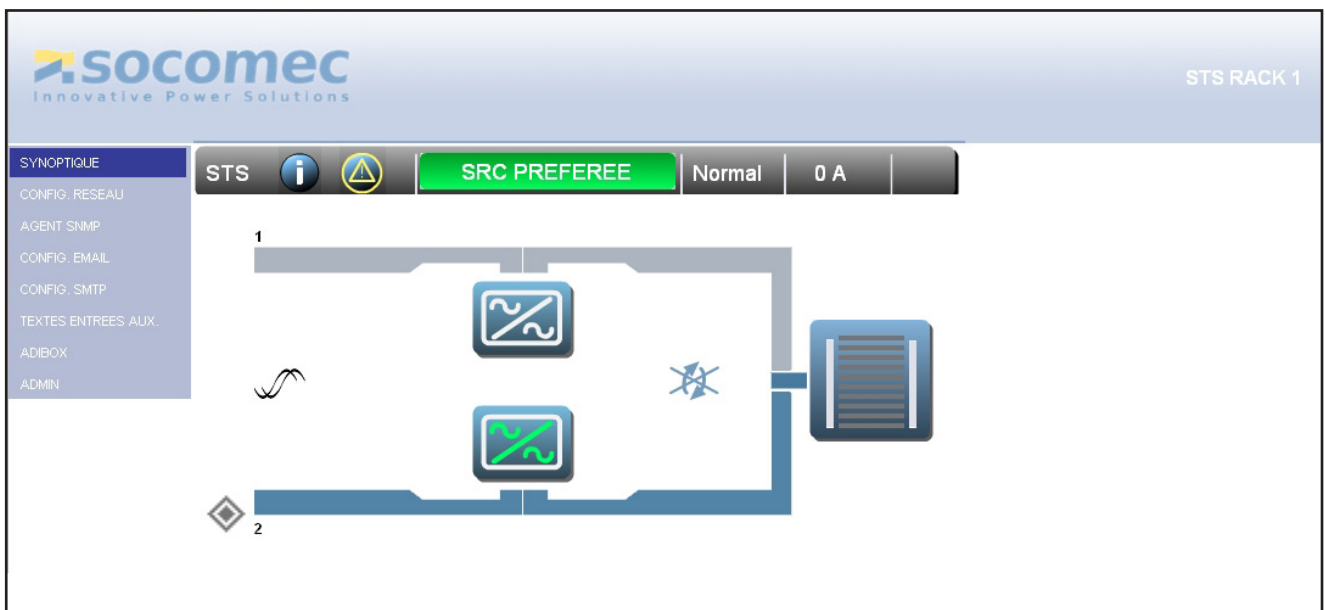 socomec
Innovative Power Solutions
STS RACK 1
SYNOPTIQUE
CONFIG. RESEAU
AGENT SNMP
CONFIG. EMAIL
CONFIG. SMTP
TEXTES ENTREES AUX.
ADIBOX
ADMIN
STS SRC PREFEREE Normal 0 A
1
2